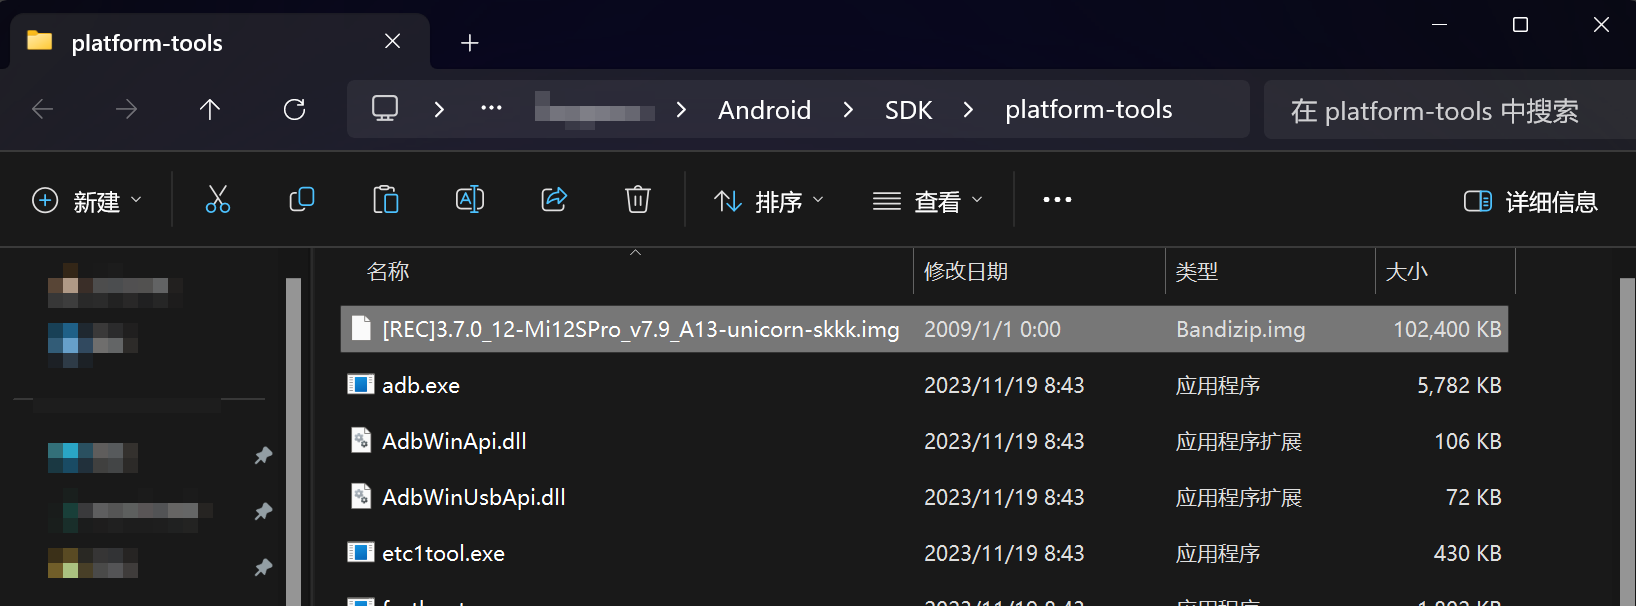 platform-tools
Android SDK platform-tools
在 platform-tools 中搜索
新建 排序 查看 详细信息
名称 修改日期 类型 大小
[REC]3.7.0_12-Mi12SPro_v7.9_A13-unicorn-skkk.img 2009/1/1 0:00 Bandizip.img 102,400 KB
adb.exe 2023/11/19 8:43 应用程序 5,782 KB
AdbWinApi.dll 2023/11/19 8:43 应用程序扩展 106 KB
AdbWinUsbApi.dll 2023/11/19 8:43 应用程序扩展 72 KB
etc1tool.exe 2023/11/19 8:43 应用程序 430 KB